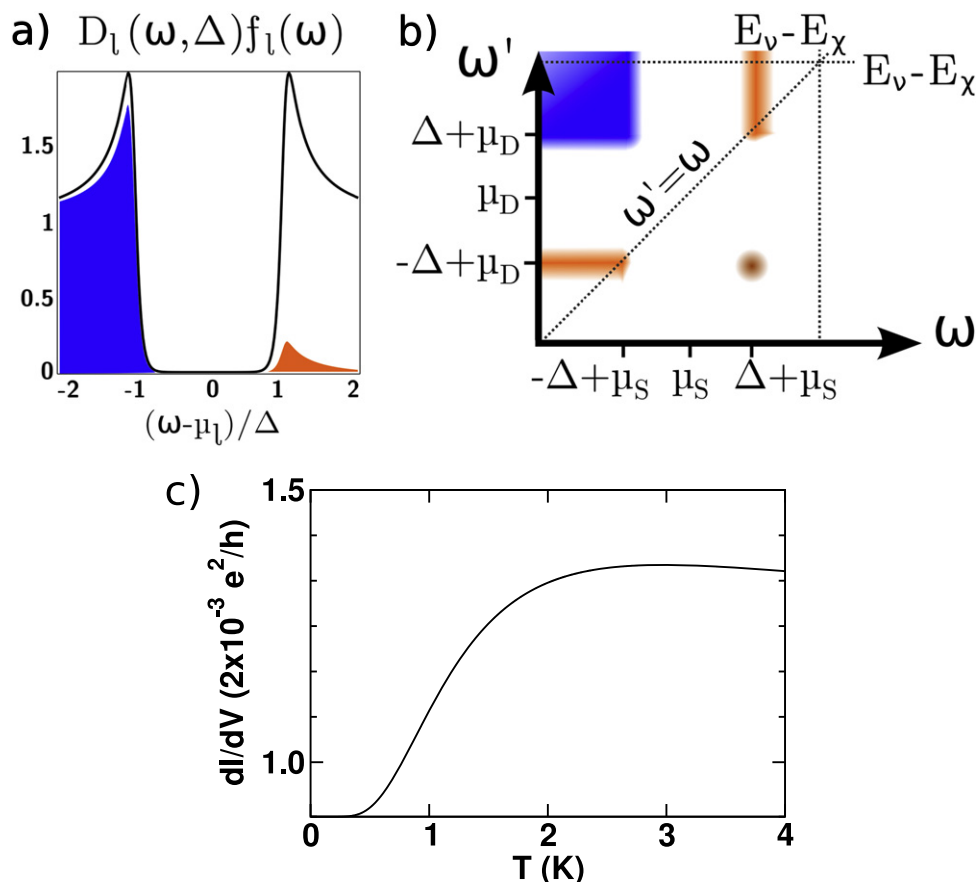 a) D_l(ω,Δ)f_l(ω)
1.5
1
0.5
0
-2 -1 0 1 2
(ω-μ_l)/Δ
b)
ω'
E_ν-E_χ
E_ν-E_χ
Δ+μ_D
μ_D
-Δ+μ_D
ω'=ω
ω
-Δ+μ_S μ_S Δ+μ_S
c)
1.5
1.0
dI/dV (2x10⁻³ e²/h)
0 1 2 3 4
T (K)